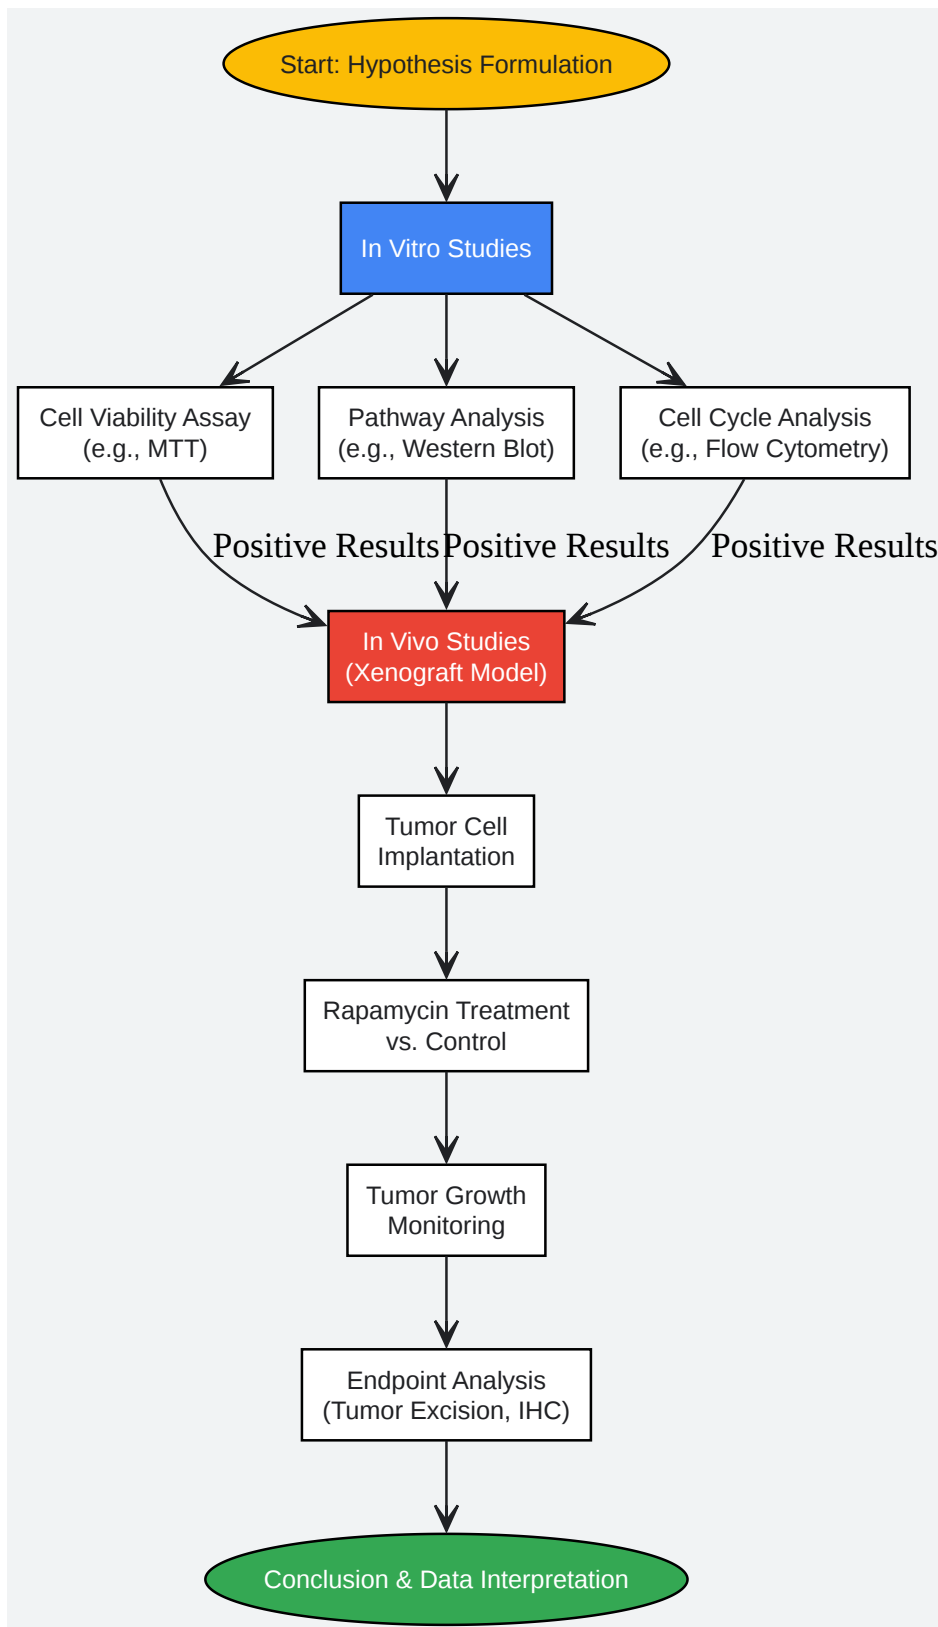 Start: Hypothesis Formulation
In Vitro Studies
Cell Viability Assay
(e.g., MTT)
Pathway Analysis
(e.g., Western Blot)
Cell Cycle Analysis
(e.g., Flow Cytometry)
Positive Results
Positive Results
Positive Results
In Vivo Studies
(Xenograft Model)
Tumor Cell
Implantation
Rapamycin Treatment
vs. Control
Tumor Growth
Monitoring
Endpoint Analysis
(Tumor Excision, IHC)
Conclusion & Data Interpretation